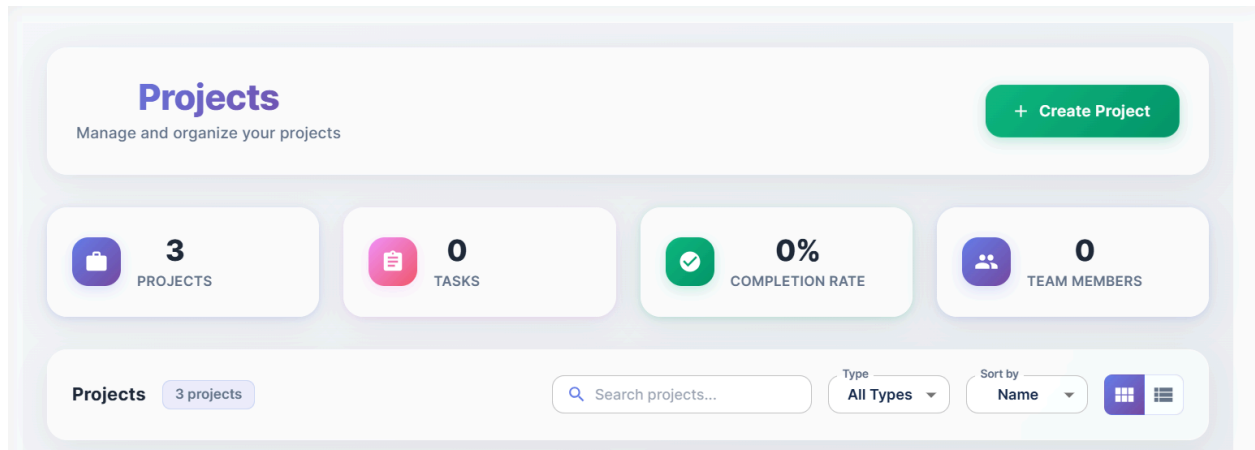 Projects
Manage and organize your projects
+ Create Project
3
PROJECTS
0
TASKS
0%
COMPLETION RATE
0
TEAM MEMBERS
Projects
3 projects
Search projects...
Type
All Types
Sort by
Name